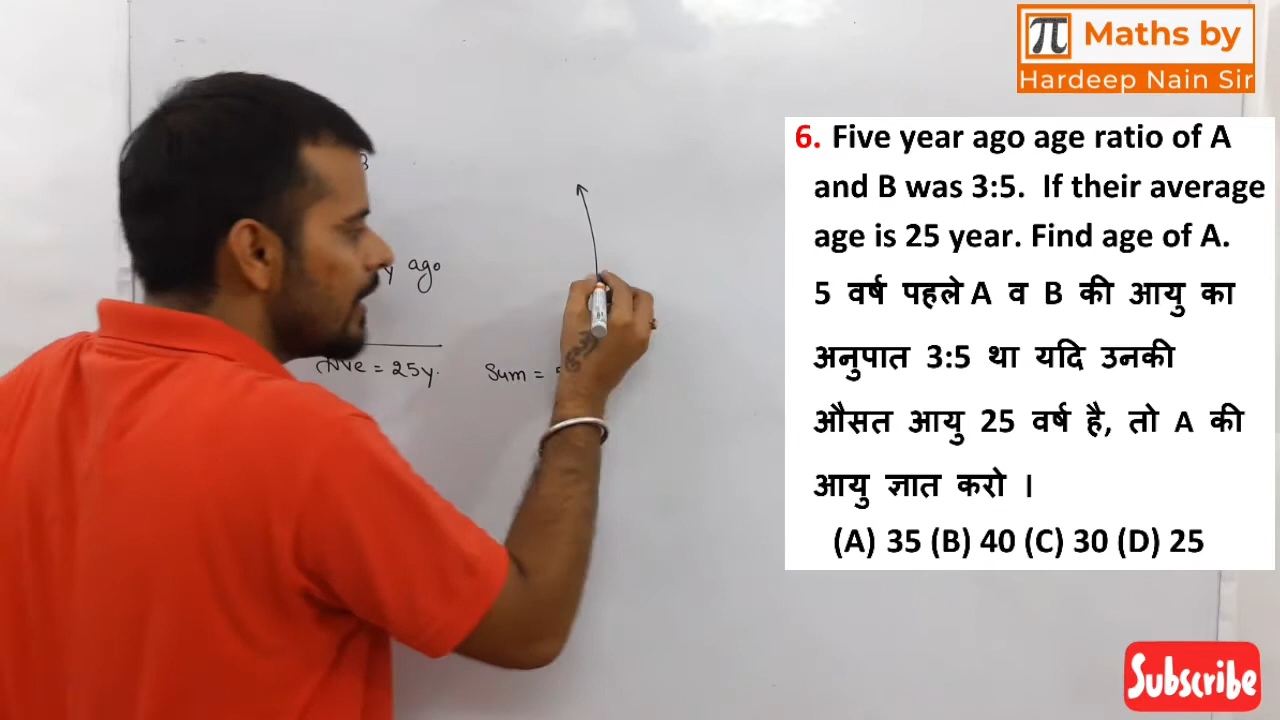 π Maths by
Hardeep Nain Sir
6. Five year ago age ratio of A
and B was 3:5. If their average
age is 25 year. Find age of A.
5 वर्ष पहले A व B की आयु का
अनुपात 3:5 था यदि उनकी
औसत आयु 25 वर्ष है, तो A की
आयु ज्ञात करो ।
(A) 35 (B) 40 (C) 30 (D) 25
ago
Ave = 25y.
Sum =
Subscribe